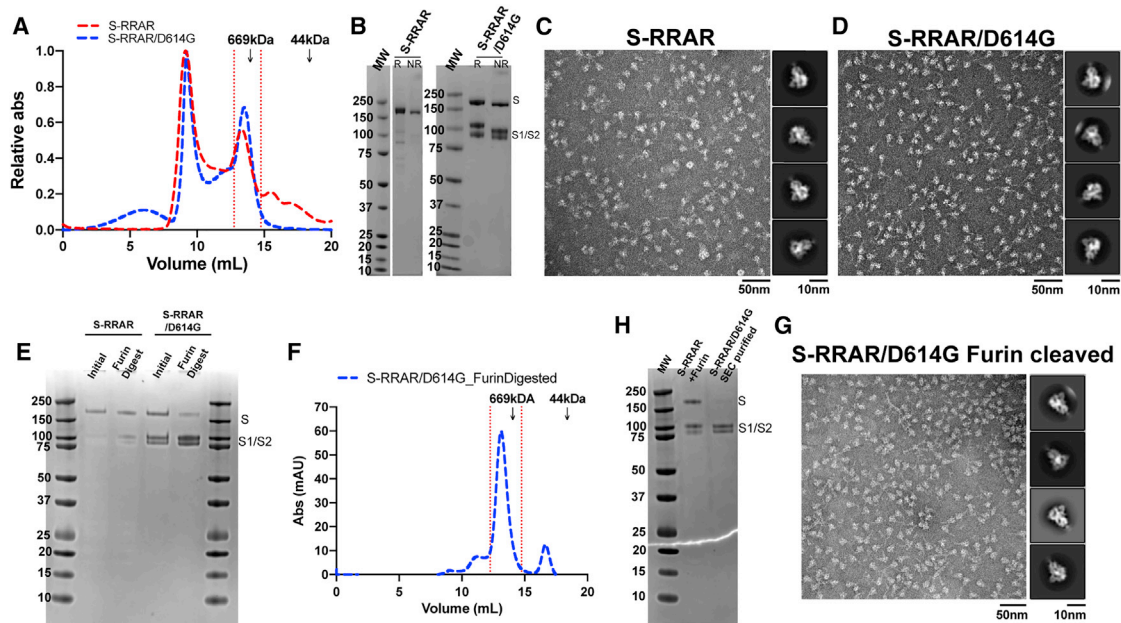 A
S-RRAR
S-RRAR/D614G
669kDa
44kDa
Relative abs
1.0
0.8
0.6
0.4
0.2
0.0
0
5
10
15
20
Volume (mL)
B
MW
S-RRAR
R
NR
MW
S-RRAR
/D614G
R
NR
250
150
100
75
50
37
25
20
15
10
250
150
100
75
50
37
25
20
15
10
S
S1/S2
C
S-RRAR
50nm
10nm
D
S-RRAR/D614G
50nm
10nm
E
S-RRAR
S-RRAR
/D614G
Initial
Furin
Digest
Initial
Furin
Digest
250
150
100
75
50
37
25
20
15
10
S
S1/S2
F
S-RRAR/D614G_FurinDigested
669kDA
44kDa
Abs (mAU)
70
60
50
40
30
20
10
0
0
5
10
15
20
Volume (mL)
H
MW
S-RRAR
+Furin
S-RRAR/D614G
SEC purified
250
150
100
75
50
37
25
20
15
10
S
S1/S2
G
S-RRAR/D614G Furin cleaved
50nm
10nm